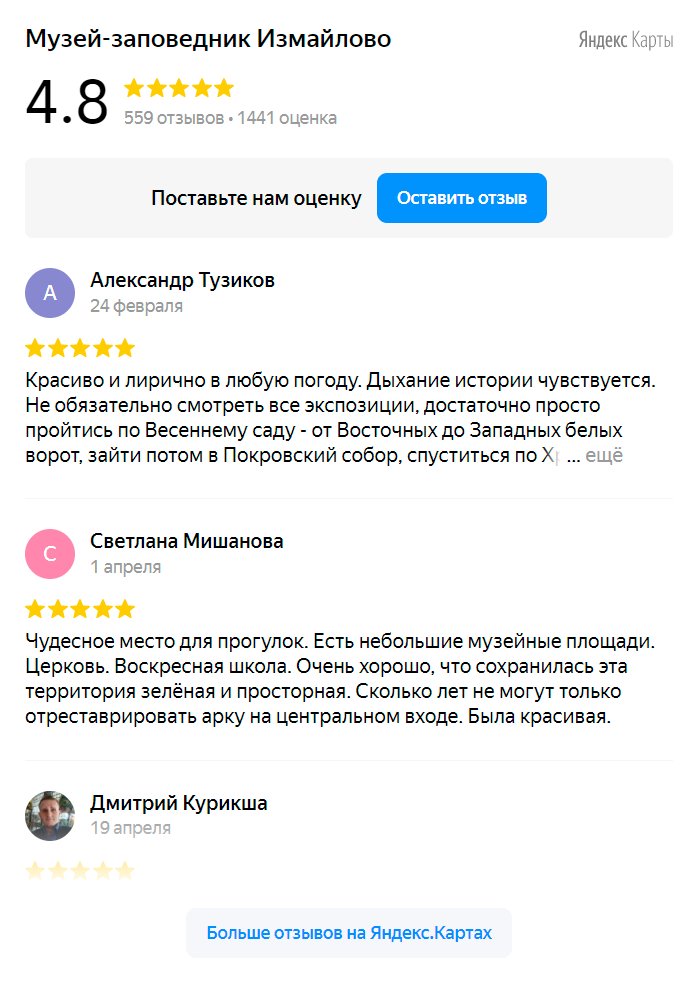 Музей-заповедник Измайлово
Яндекс Карты
4.8
559 отзывов • 1441 оценка
Поставьте нам оценку
Оставить отзыв
А
Александр Тузиков
24 февраля
Красиво и лирично в любую погоду. Дыхание истории чувствуется.
Не обязательно смотреть все экспозиции, достаточно просто
пройтись по Весеннему саду - от Восточных до Западных белых
ворот, зайти потом в Покровский собор, спуститься по Хр ... ещё
С
Светлана Мишанова
1 апреля
Чудесное место для прогулок. Есть небольшие музейные площади.
Церковь. Воскресная школа. Очень хорошо, что сохранилась эта
территория зелёная и просторная. Сколько лет не могут только
отреставрировать арку на центральном входе. Была красивая.
Дмитрий Курикша
19 апреля
Больше отзывов на Яндекс.Картах